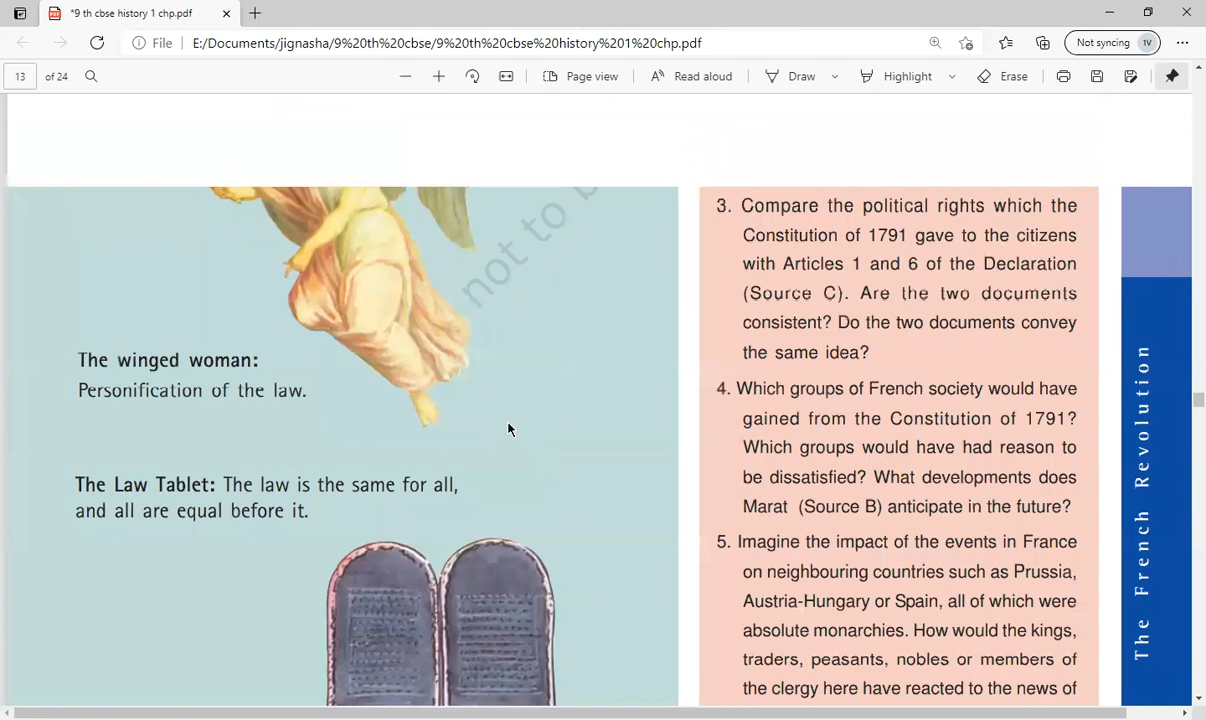 *9 th cbse history 1 chp.pdf
File
E:/Documents/jignasha/9%20th%20cbse/9%20th%20cbse%20history%201%20chp.pdf
Not syncing
1V
13
of 24
Page view
Read aloud
Draw
Highlight
Erase
not to b
The winged woman:
Personification of the law.
The Law Tablet: The law is the same for all,
and all are equal before it.
3. Compare the political rights which the
Constitution of 1791 gave to the citizens
with Articles 1 and 6 of the Declaration
(Source C). Are the two documents
consistent? Do the two documents convey
the same idea?
4. Which groups of French society would have
gained from the Constitution of 1791?
Which groups would have had reason to
be dissatisfied? What developments does
Marat (Source B) anticipate in the future?
5. Imagine the impact of the events in France
on neighbouring countries such as Prussia,
Austria-Hungary or Spain, all of which were
absolute monarchies. How would the kings,
traders, peasants, nobles or members of
the clergy here have reacted to the news of
The French Revolution